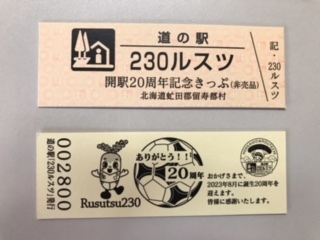 道の駅
230ルスツ
開駅20周年記念きっぷ(非売品)
北海道虻田郡留寿都村
記・230ルスツ
002800
道の駅「230ルスツ」発行
ありがとう!!
20周年
Rusutsu230
おかげさまで、
2023年8月に誕生20周年を
迎えます。
皆様に感謝いたします。